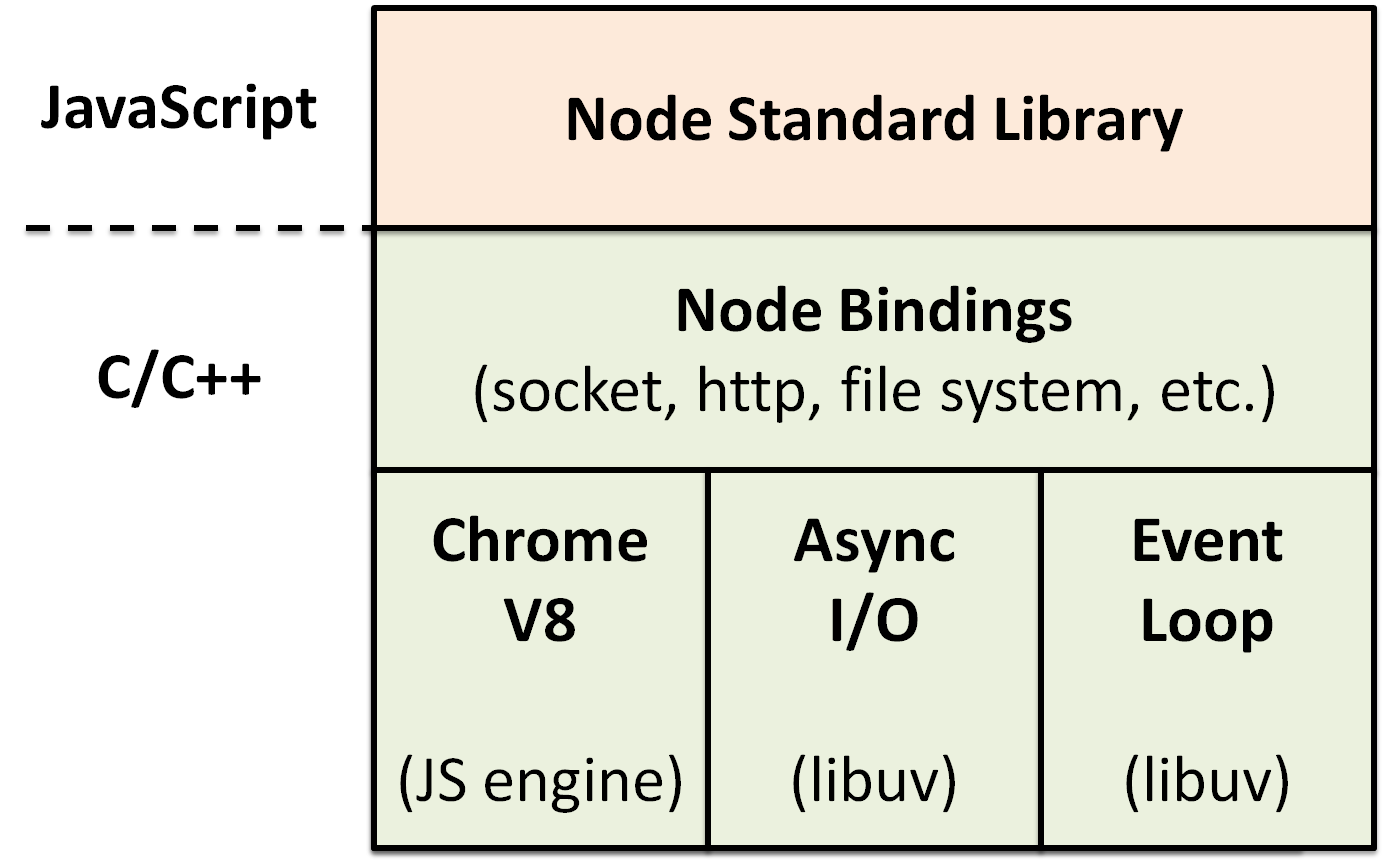 JavaScript
Node Standard Library
C/C++
Node Bindings
(socket, http, file system, etc.)
Chrome
V8
(JS engine)
Async
I/O
(libuv)
Event
Loop
(libuv)